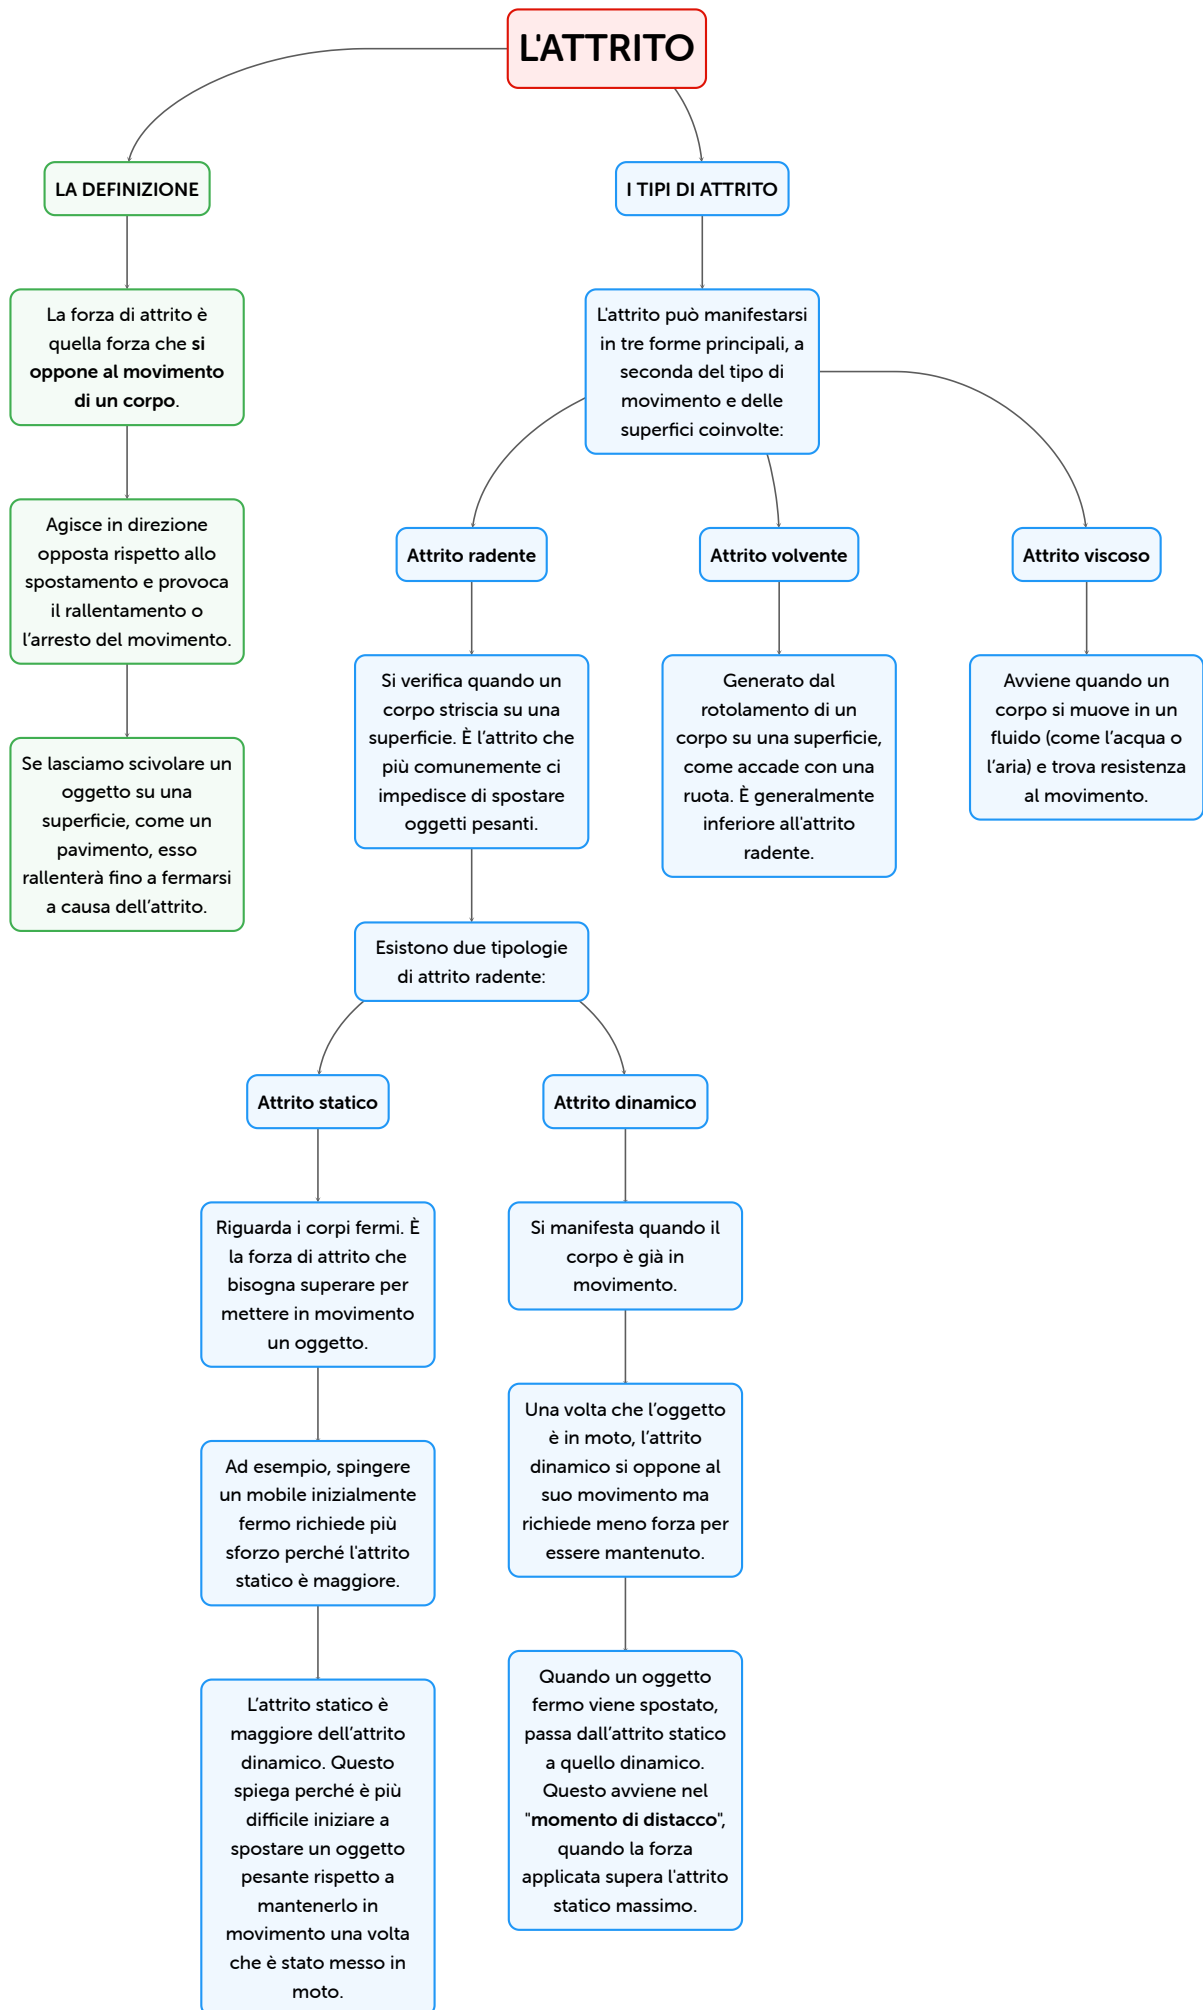 L'ATTRITO
LA DEFINIZIONE
La forza di attrito è
quella forza che si
oppone al movimento
di un corpo.
Agisce in direzione
opposta rispetto allo
spostamento e provoca
il rallentamento o
l’arresto del movimento.
Se lasciamo scivolare un
oggetto su una
superficie, come un
pavimento, esso
rallenterà fino a fermarsi
a causa dell’attrito.
I TIPI DI ATTRITO
L'attrito può manifestarsi
in tre forme principali, a
seconda del tipo di
movimento e delle
superfici coinvolte:
Attrito radente
Si verifica quando un
corpo striscia su una
superficie. È l’attrito che
più comunemente ci
impedisce di spostare
oggetti pesanti.
Esistono due tipologie
di attrito radente:
Attrito statico
Riguarda i corpi fermi. È
la forza di attrito che
bisogna superare per
mettere in movimento
un oggetto.
Ad esempio, spingere
un mobile inizialmente
fermo richiede più
sforzo perché l'attrito
statico è maggiore.
L’attrito statico è
maggiore dell’attrito
dinamico. Questo
spiega perché è più
difficile iniziare a
spostare un oggetto
pesante rispetto a
mantenerlo in
movimento una volta
che è stato messo in
moto.
Attrito dinamico
Si manifesta quando il
corpo è già in
movimento.
Una volta che l’oggetto
è in moto, l’attrito
dinamico si oppone al
suo movimento ma
richiede meno forza per
essere mantenuto.
Quando un oggetto
fermo viene spostato,
passa dall’attrito statico
a quello dinamico.
Questo avviene nel
"momento di distacco",
quando la forza
applicata supera l'attrito
statico massimo.
Attrito volvente
Generato dal
rotolamento di un
corpo su una superficie,
come accade con una
ruota. È generalmente
inferiore all'attrito
radente.
Attrito viscoso
Avviene quando un
corpo si muove in un
fluido (come l’acqua o
l’aria) e trova resistenza
al movimento.